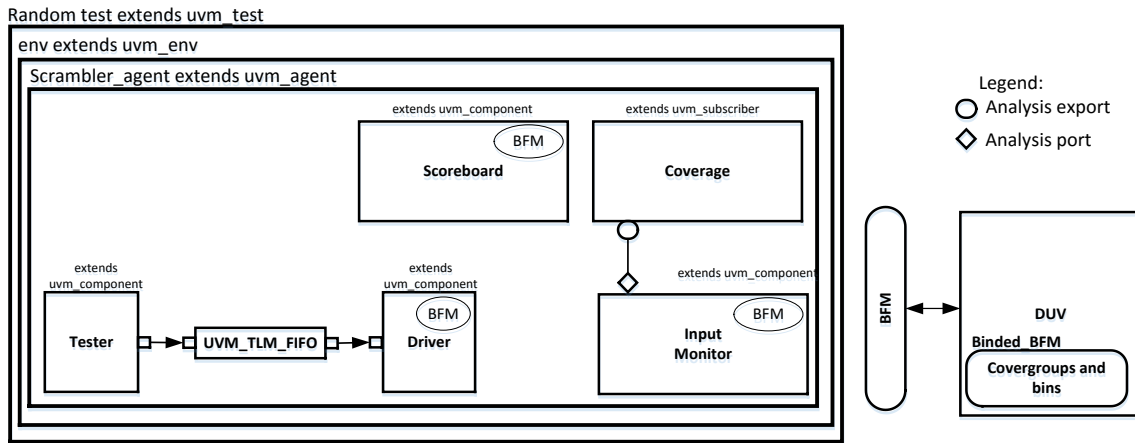 Random test extends uvm_test
env extends uvm_env
Scrambler_agent extends uvm_agent
Legend:
Analysis export
Analysis port
extends uvm_component
BFM
Scoreboard
extends uvm_subscriber
Coverage
extends
uvm_component
Tester
UVM_TLM_FIFO
extends
uvm_component
BFM
Driver
extends uvm_component
BFM
Input
Monitor
BFM
DUV
Binded_BFM
Covergroups and
bins